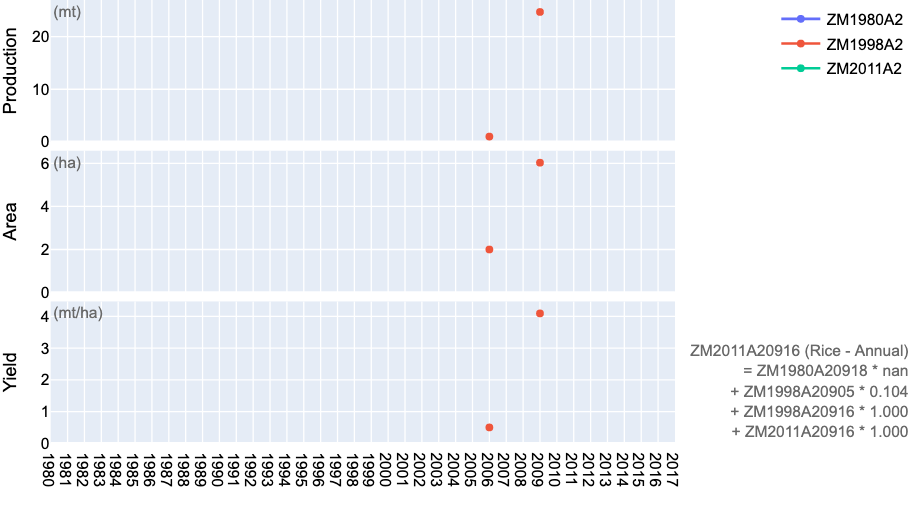 (mt)
Production
20
10
0
ZM1980A2
ZM1998A2
ZM2011A2
(ha)
Area
6
4
2
0
(mt/ha)
Yield
4
3
2
1
0
1980 1981 1982 1983 1984 1985 1986 1987 1988 1989 1990 1991 1992 1993 1994 1995 1996 1997 1998 1999 2000 2001 2002 2003 2004 2005 2006 2007 2008 2009 2010 2011 2012 2013 2014 2015 2016 2017
ZM2011A20916 (Rice - Annual)
= ZM1980A20918 * nan
+ ZM1998A20905 * 0.104
+ ZM1998A20916 * 1.000
+ ZM2011A20916 * 1.000